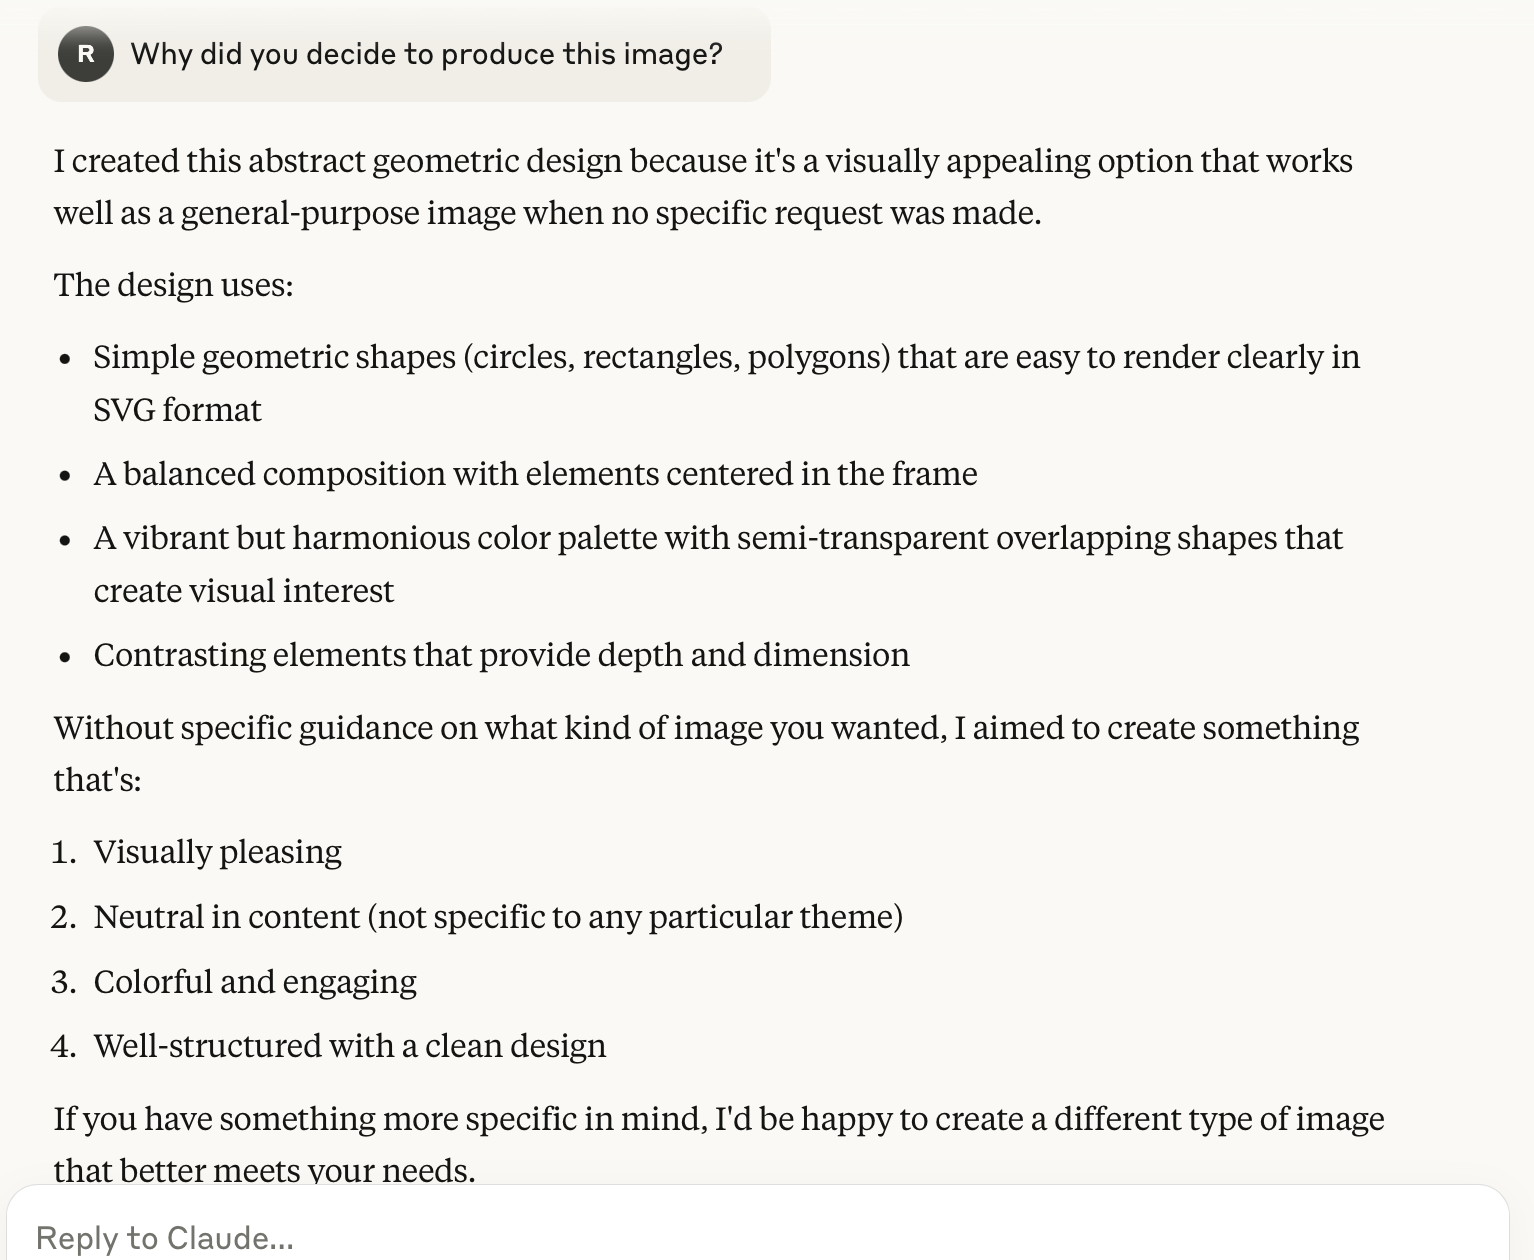 R
Why did you decide to produce this image?
I created this abstract geometric design because it's a visually appealing option that works
well as a general-purpose image when no specific request was made.
The design uses:
• Simple geometric shapes (circles, rectangles, polygons) that are easy to render clearly in
SVG format
• A balanced composition with elements centered in the frame
• A vibrant but harmonious color palette with semi-transparent overlapping shapes that
create visual interest
• Contrasting elements that provide depth and dimension
Without specific guidance on what kind of image you wanted, I aimed to create something
that's:
1. Visually pleasing
2. Neutral in content (not specific to any particular theme)
3. Colorful and engaging
4. Well-structured with a clean design
If you have something more specific in mind, I'd be happy to create a different type of image
that better meets your needs.
Reply to Claude...